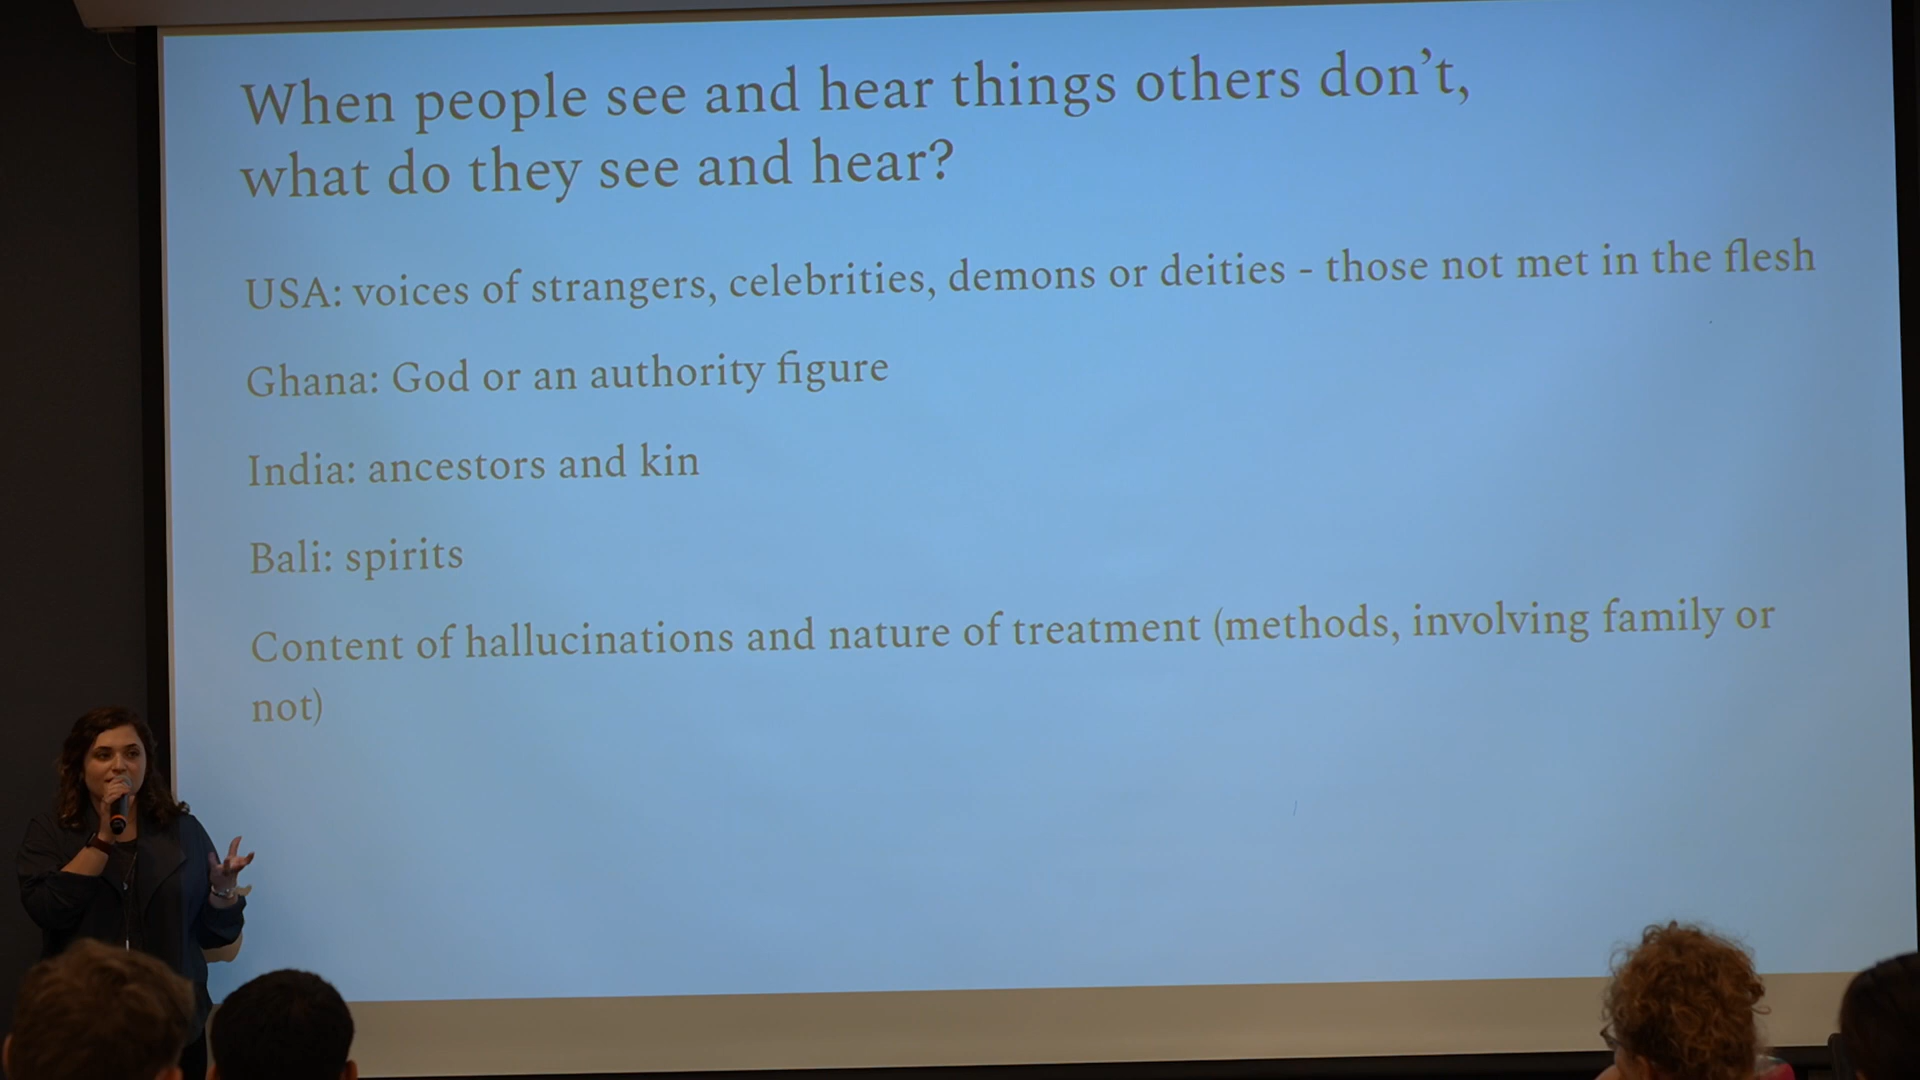 When people see and hear things others don’t,
what do they see and hear?
USA: voices of strangers, celebrities, demons or deities - those not met in the flesh
Ghana: God or an authority figure
India: ancestors and kin
Bali: spirits
Content of hallucinations and nature of treatment (methods, involving family or
not)